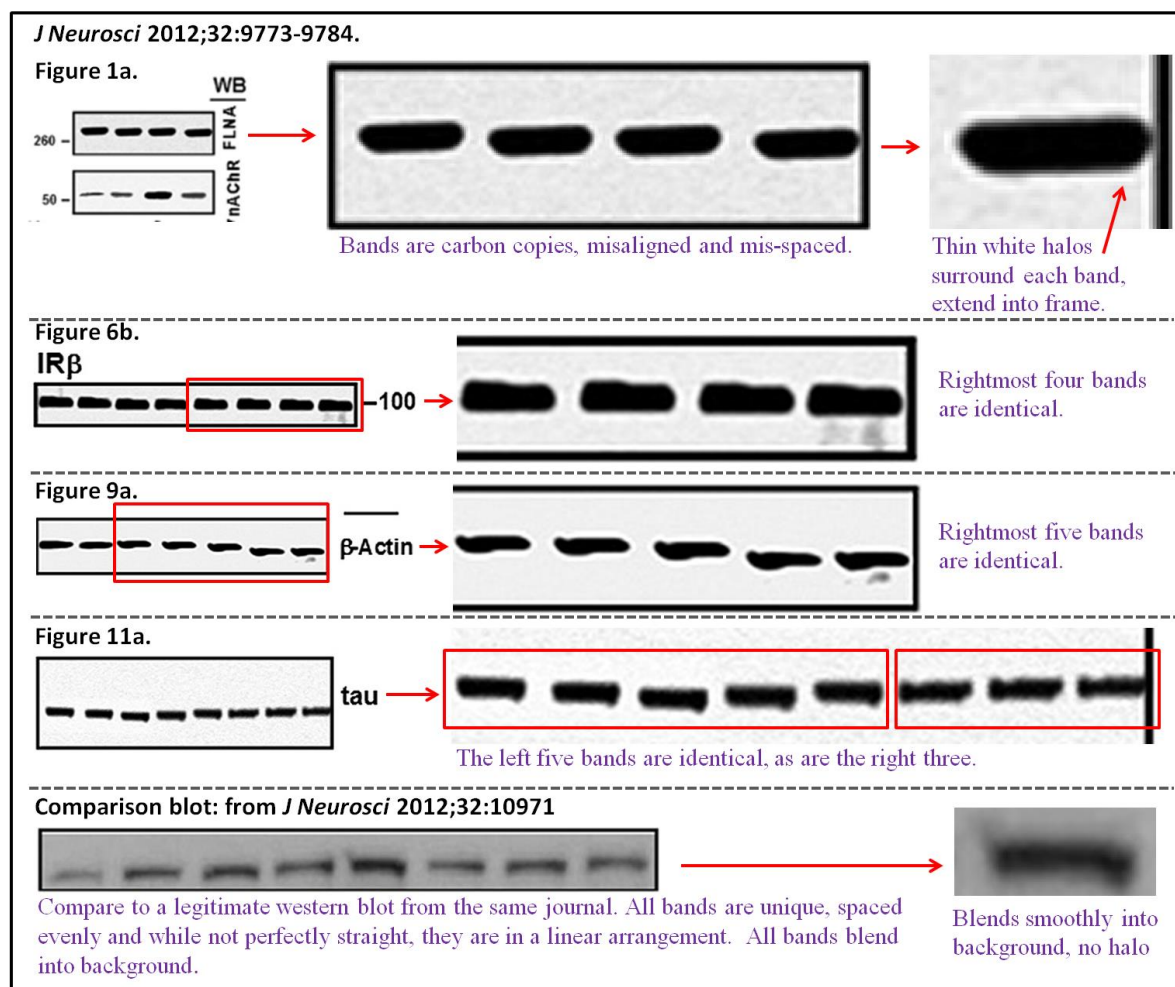 J Neurosci 2012;32:9773-9784.
Figure 1a.
WB
260 –
FLNA
50 –
nAChR
Bands are carbon copies, misaligned and mis-spaced.
Thin white halos
surround each band,
extend into frame.
Figure 6b.
IRβ
–100
Rightmost four bands
are identical.
Figure 9a.
β-Actin
Rightmost five bands
are identical.
Figure 11a.
tau
The left five bands are identical, as are the right three.
Comparison blot: from J Neurosci 2012;32:10971
Compare to a legitimate western blot from the same journal. All bands are unique, spaced
evenly and while not perfectly straight, they are in a linear arrangement.  All bands blend
into background.
Blends smoothly into
background, no halo